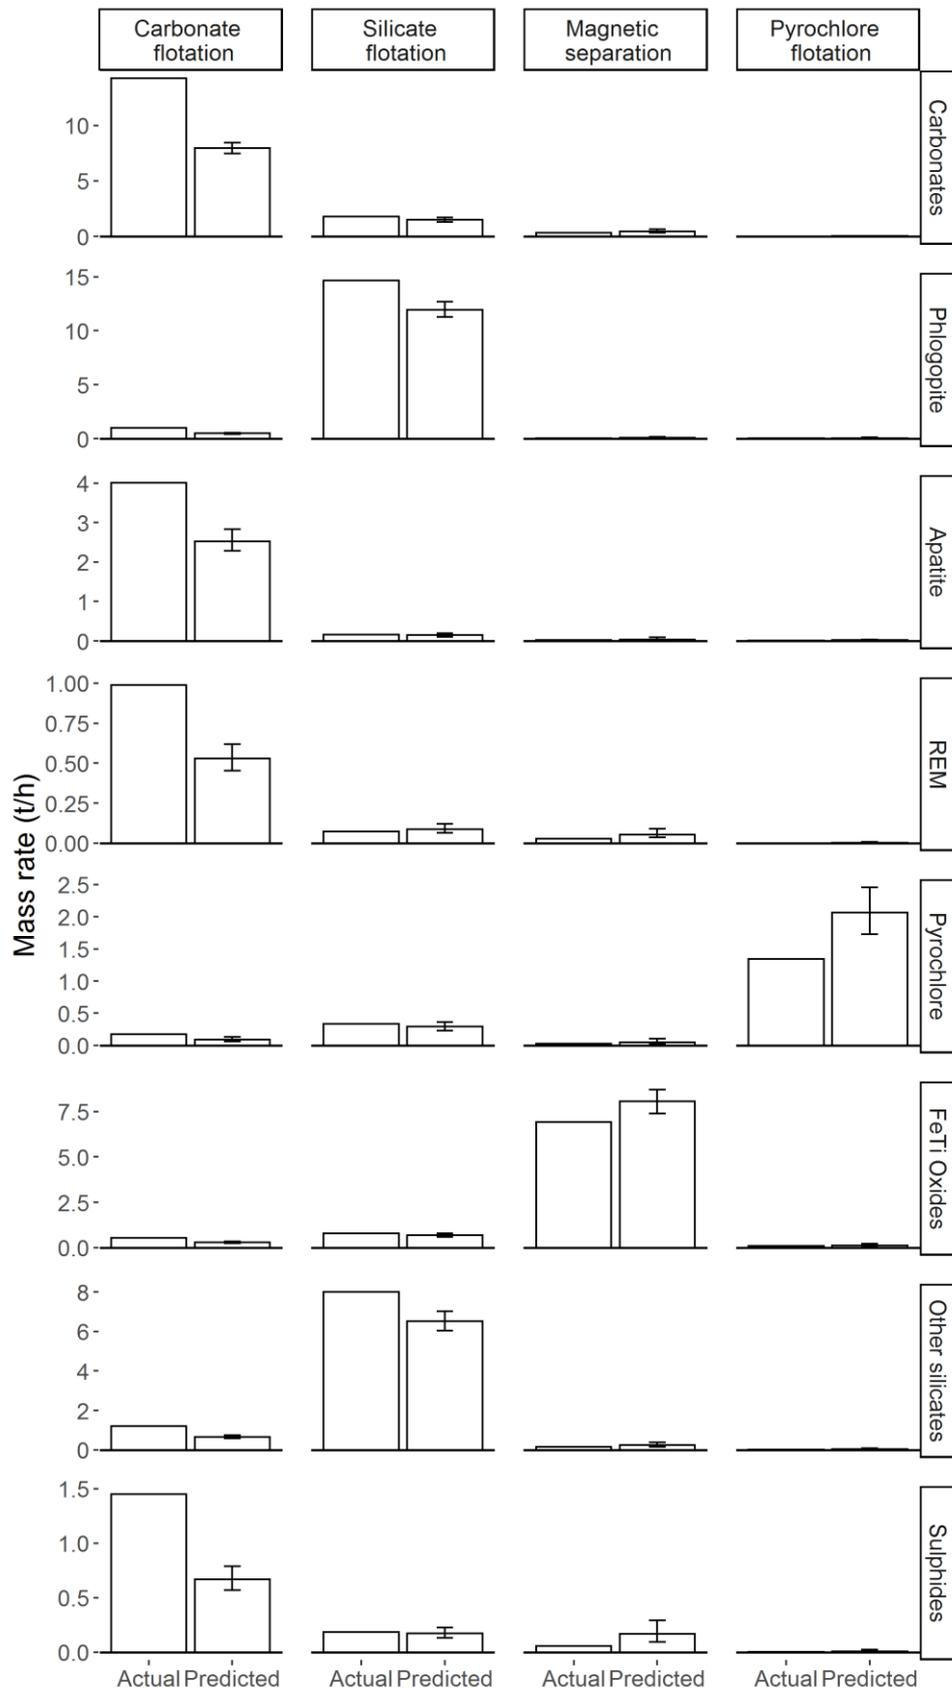 Carbonate
flotation
Silicate
flotation
Magnetic
separation
Pyrochlore
flotation
Mass rate (t/h)
10
5
0
Carbonates
15
10
5
0
Phlogopite
4
3
2
1
0
Apatite
1.00
0.75
0.50
0.25
0.00
REM
2.5
2.0
1.5
1.0
0.5
0.0
Pyrochlore
7.5
5.0
2.5
0.0
FeTi Oxides
8
6
4
2
0
Other silicates
1.5
1.0
0.5
0.0
Sulphides
Actual Predicted Actual Predicted Actual Predicted Actual Predicted